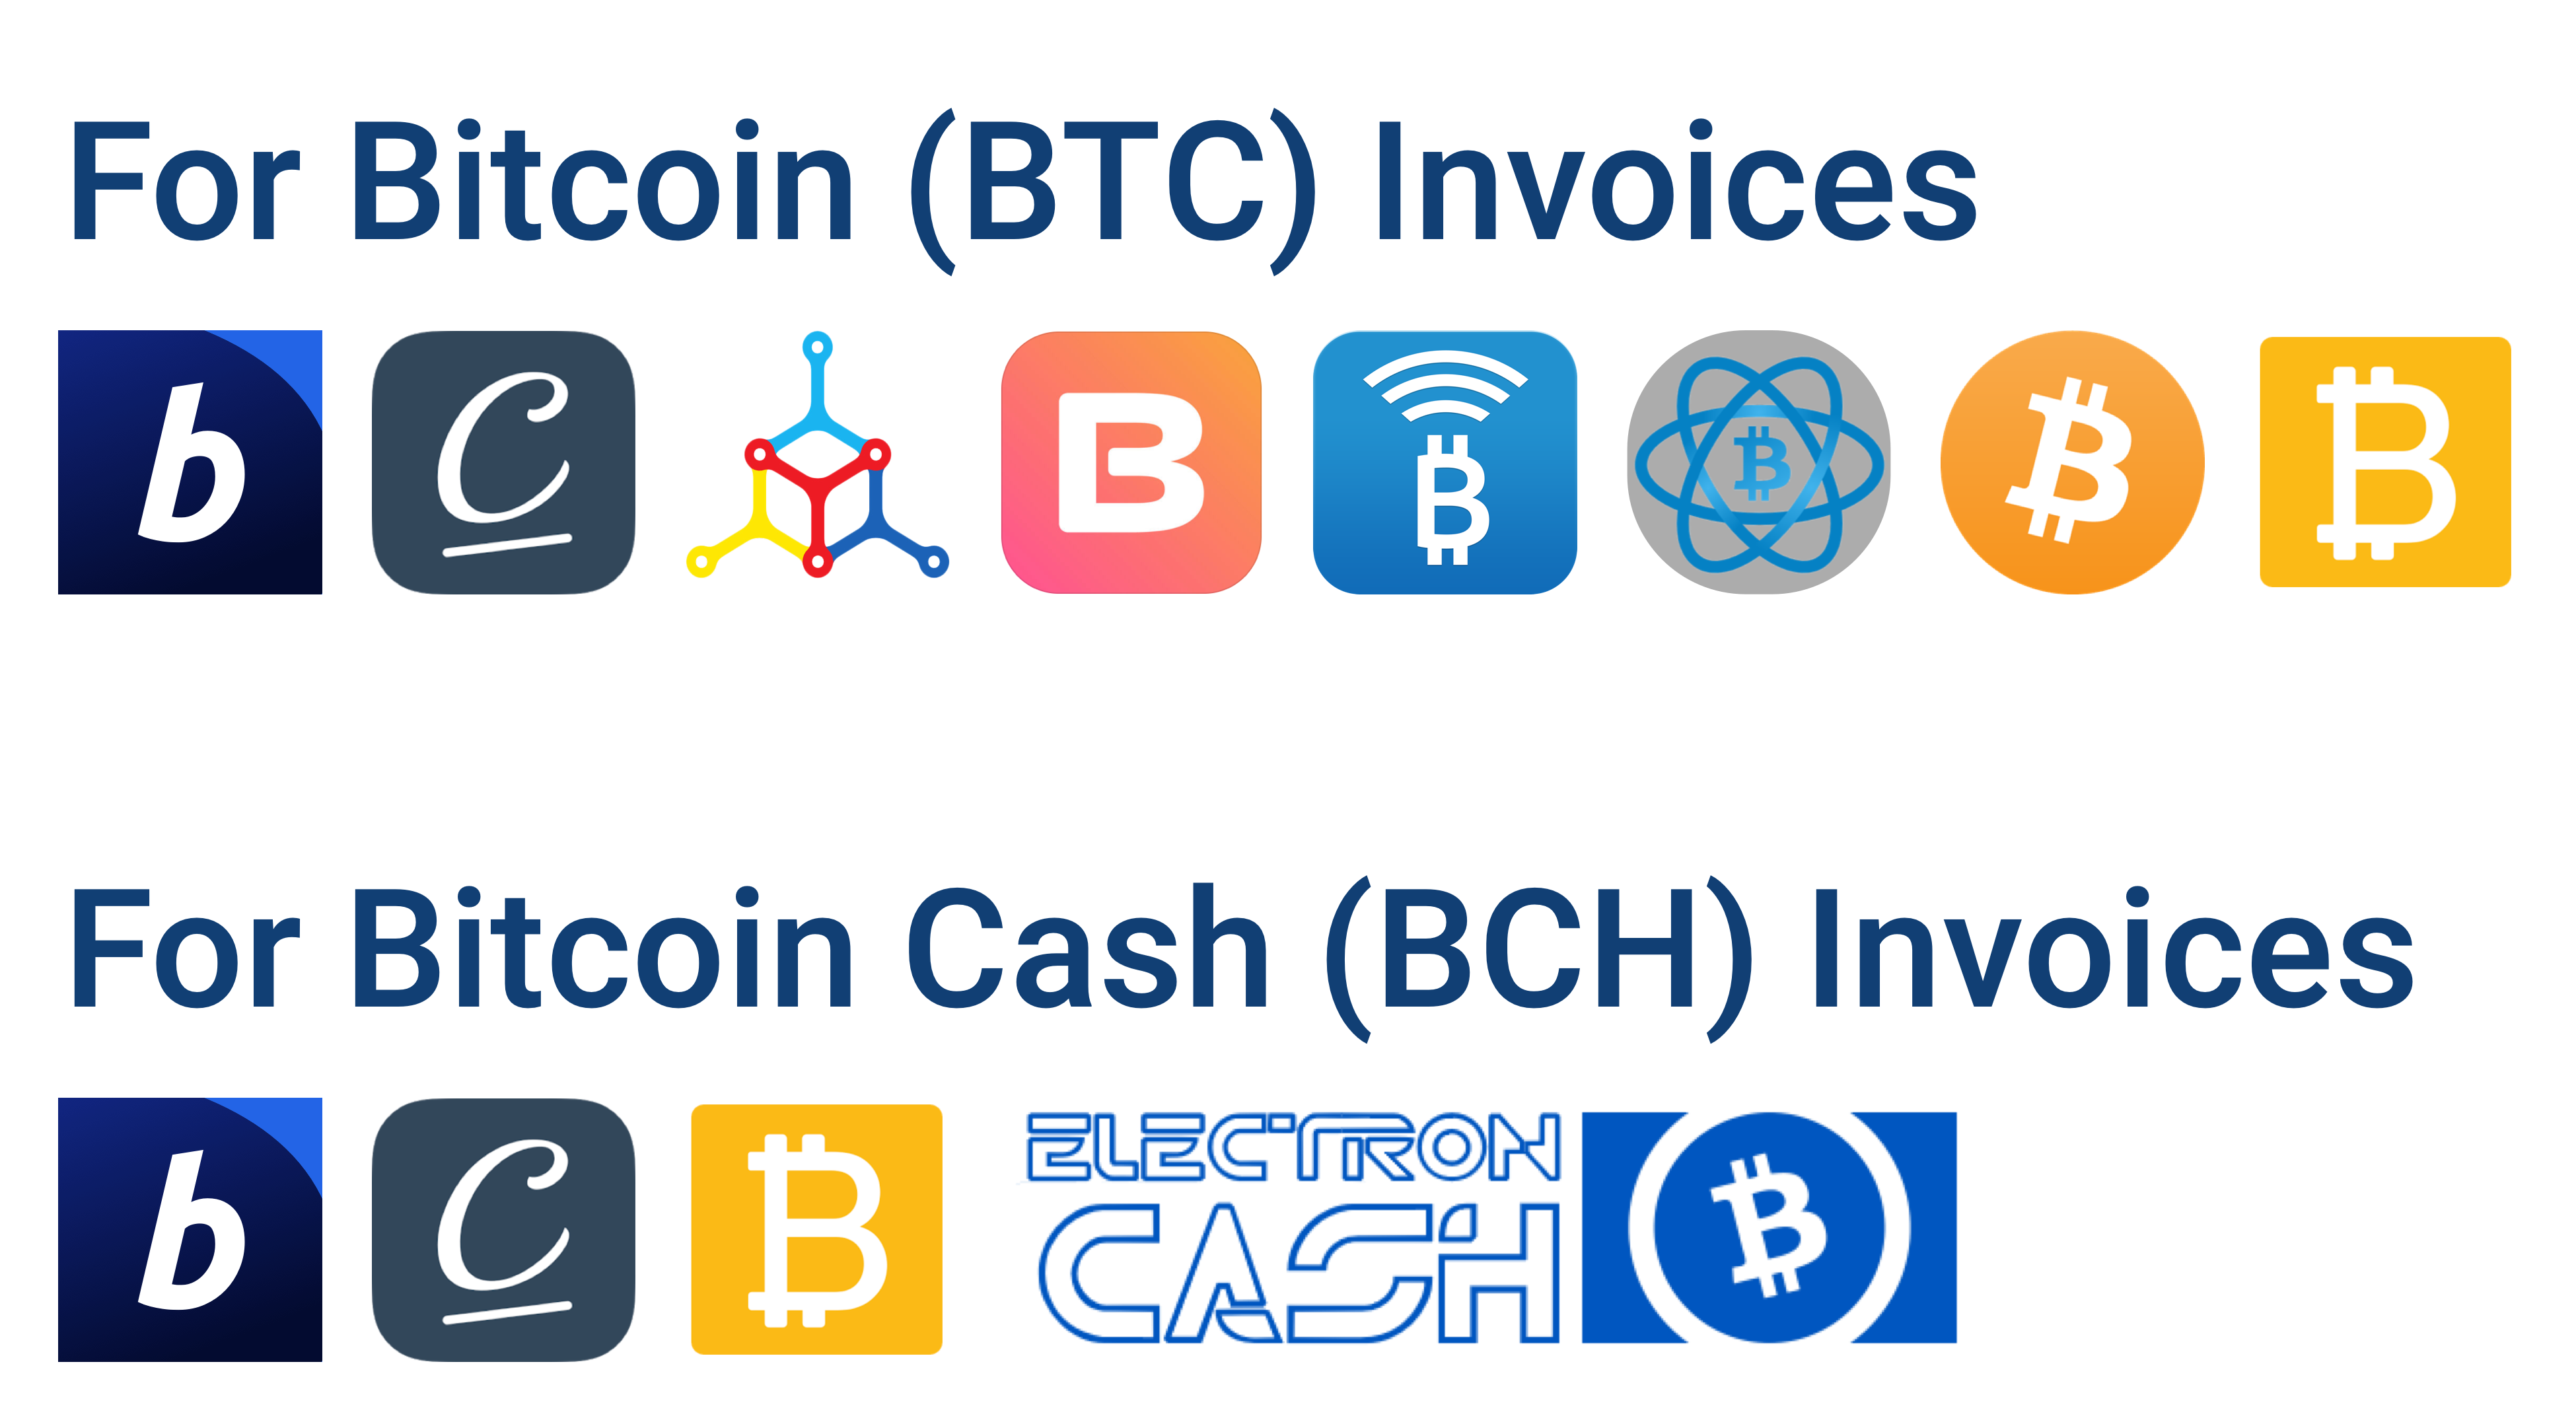 For Bitcoin (BTC) Invoices
b
C
B
For Bitcoin Cash (BCH) Invoices
b
C
ELECTRON
CASH